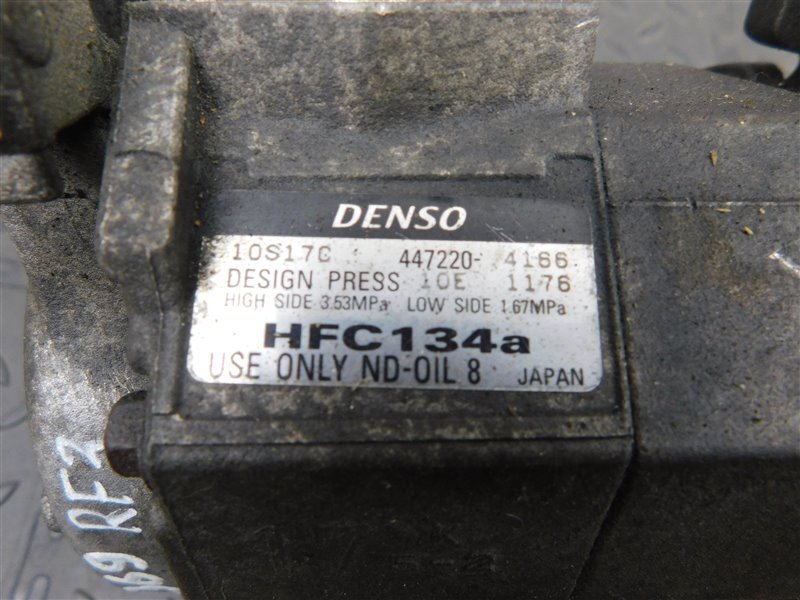 DENSO
10S17C 447220-4166
DESIGN PRESS 10E 1176
HIGH SIDE 3.53MPa LOW SIDE 1.67MPa
HFC134a
USE ONLY ND-OIL 8 JAPAN
69 RF2